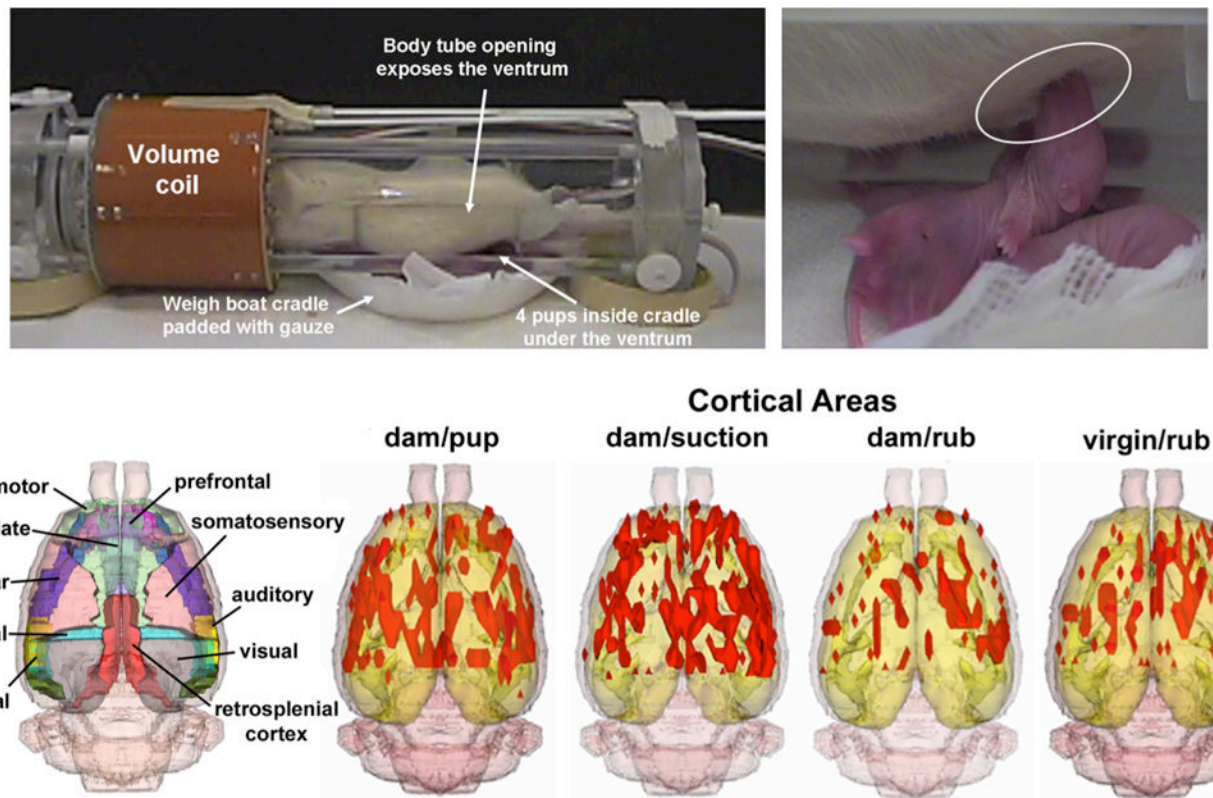 Body tube opening
exposes the ventrum
Volume
coil
Weigh boat cradle
padded with gauze
4 pups inside cradle
under the ventrum
Cortical Areas
dam/pup
dam/suction
dam/rub
virgin/rub
motor
prefrontal
somatosensory
auditory
visual
retrosplenial
cortex